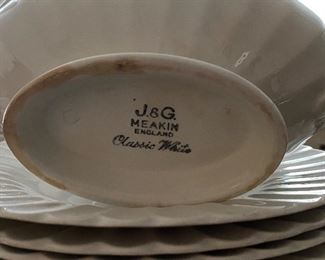 J.&G.
MEAKIN
ENGLAND
Classic White